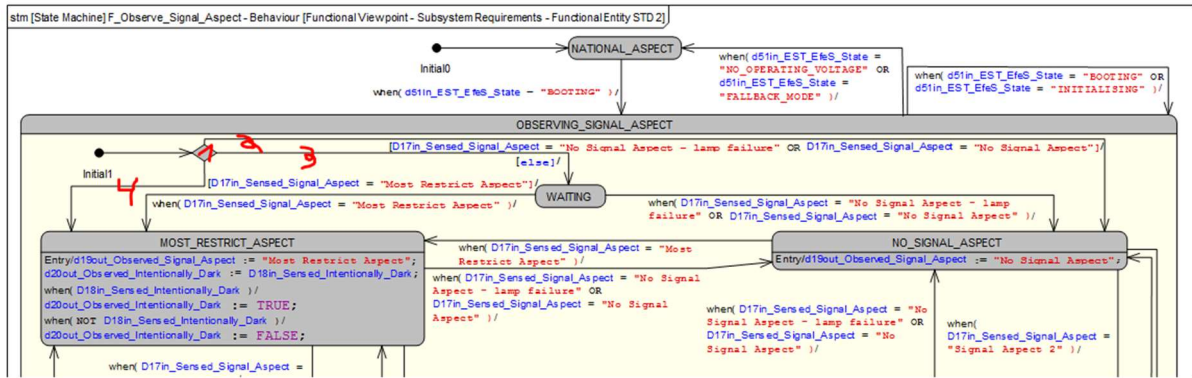 stm [State Machine] F_Observe_Signal_Aspect - Behaviour [Functional Viewpoint - Subsystem Requirements - Functional Entity STD 2]
NATIONAL_ASPECT
Initial0
when( d51in_EST_EfeS_State =
"NO_OPERATING_VOLTAGE" OR
d51in_EST_EfeS_State =
"FALLBACK_MODE" )/
when( d51in_EST_EfeS_State = "BOOTING" OR
d51in_EST_EfeS_State = "INITIALISING" )/
when( d51in_EST_EfeS_State = "BOOTING" )/
OBSERVING_SIGNAL_ASPECT
1
2
3
4
[D17in_Sensed_Signal_Aspect = "No Signal Aspect - lamp failure" OR D17in_Sensed_Signal_Aspect = "No Signal Aspect"]/
[else]/
Initial1
[D17in_Sensed_Signal_Aspect = "Most Restrict Aspect"]/
WAITING
when( D17in_Sensed_Signal_Aspect = "Most Restrict Aspect" )/
when( D17in_Sensed_Signal_Aspect = "No Signal Aspect - lamp
failure" OR D17in_Sensed_Signal_Aspect = "No Signal Aspect" )/
MOST_RESTRICT_ASPECT
Entry/d19out_Observed_Signal_Aspect := "Most Restrict Aspect";
d20out_Observed_Intentionally_Dark := D18in_Sensed_Intentionally_Dark;
when( D18in_Sensed_Intentionally_Dark )/
d20out_Observed_Intentionally_Dark := TRUE;
when( NOT D18in_Sensed_Intentionally_Dark )/
d20out_Observed_Intentionally_Dark := FALSE;
when( D17in_Sensed_Signal_Aspect = "Most
Restrict Aspect" )/
NO_SIGNAL_ASPECT
Entry/d19out_Observed_Signal_Aspect := "No Signal Aspect";
when( D17in_Sensed_Signal_Aspect = "No Signal
Aspect - lamp failure" OR
D17in_Sensed_Signal_Aspect = "No Signal
Aspect" )/
when( D17in_Sensed_Signal_Aspect = "No
Signal Aspect - lamp failure" OR
D17in_Sensed_Signal_Aspect = "No
Signal Aspect" )/
when(
D17in_Sensed_Signal_Aspect =
"Signal Aspect 2" )/
when( D17in_Sensed_Signal_Aspect =